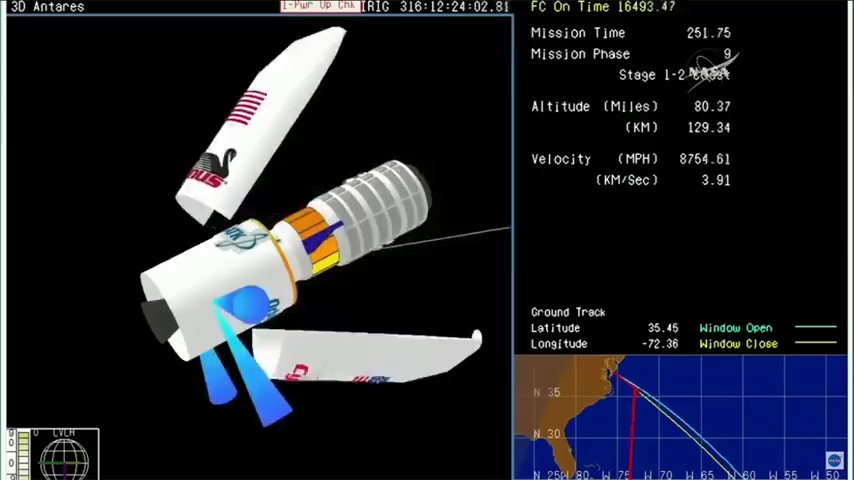 3D Antares
I-Pwr Up Chk
IRIG 316:12:24:02.81
FC On Time 16493.47
Mission Time 251.75
Mission Phase 9
Stage 1-2 Coast
Altitude (Miles) 80.37
(KM) 129.34
Velocity (MPH) 8754.61
(KM/Sec) 3.91
Ground Track
Latitude 35.45 Window Open
Longitude -72.36 Window Close
N 35
N 30
N 25 W 80 W 75 W 70 W 65 W 60 W 55 W 50
LVLH
NASA